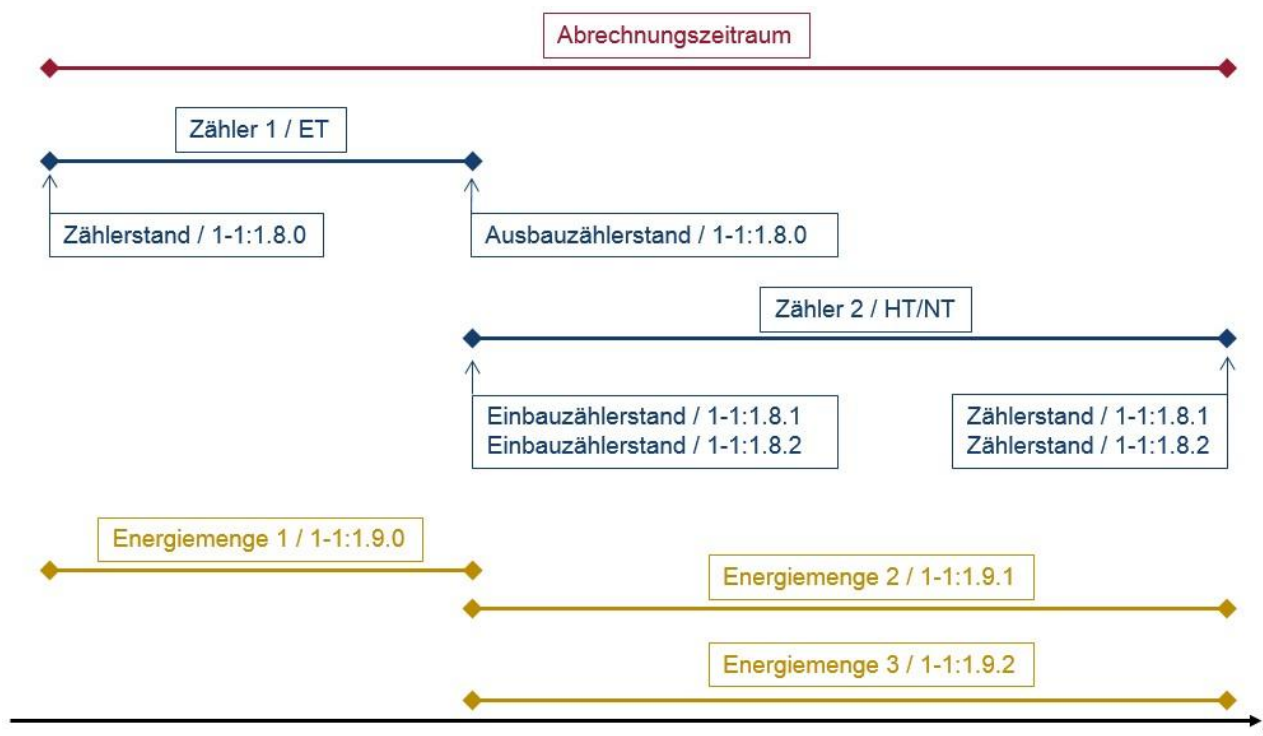 Abrechnungszeitraum
Zähler 1 / ET
Zählerstand / 1-1:1.8.0
Ausbauzählerstand / 1-1:1.8.0
Zähler 2 / HT/NT
Einbauzählerstand / 1-1:1.8.1
Einbauzählerstand / 1-1:1.8.2
Zählerstand / 1-1:1.8.1
Zählerstand / 1-1:1.8.2
Energiemenge 1 / 1-1:1.9.0
Energiemenge 2 / 1-1:1.9.1
Energiemenge 3 / 1-1:1.9.2